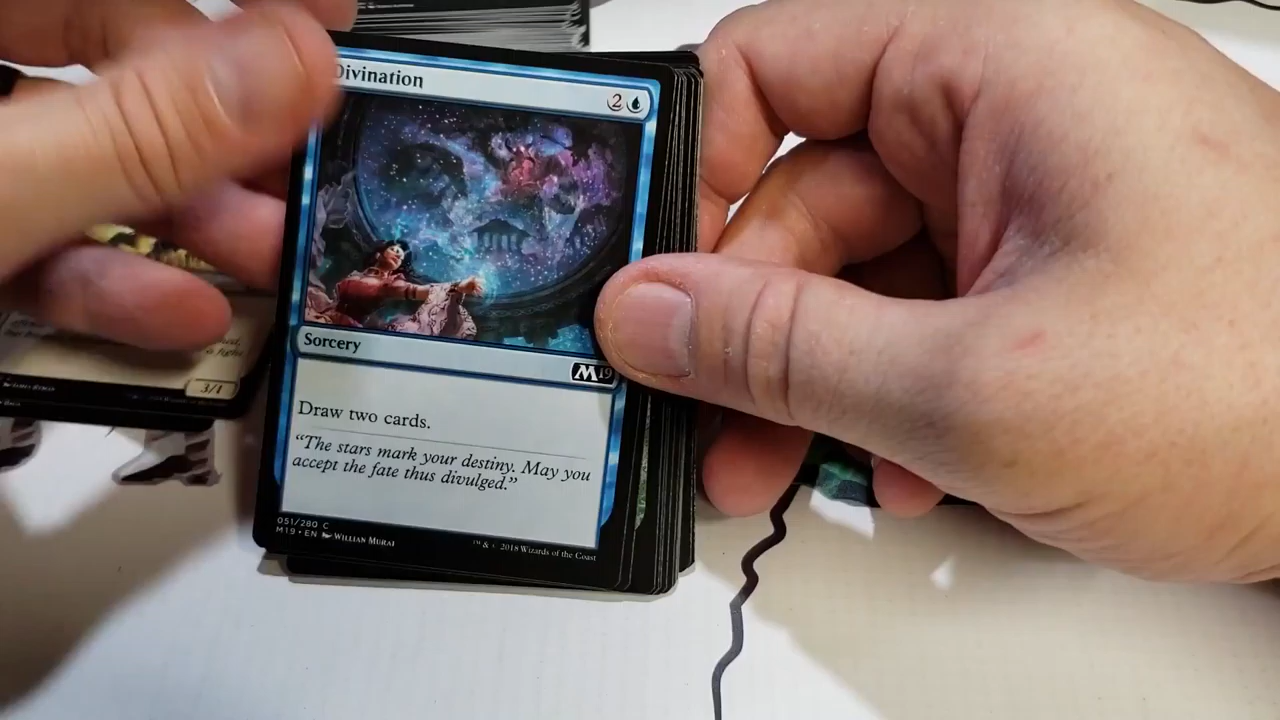 Divination
2
Sorcery
M19
Draw two cards.
“The stars mark your destiny. May you
accept the fate thus divulged.”
051/280 C
M19 • EN WILLIAN MURAI
& © 2018 Wizards of the Coast
3/1